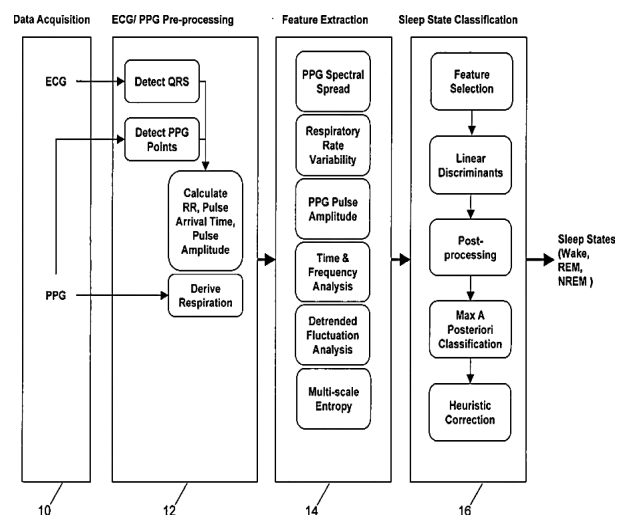 Data Acquisition
ECG/ PPG Pre-processing
Feature Extraction
Sleep State Classification
ECG
PPG
Detect QRS
Detect PPG
Points
Calculate
RR, Pulse
Arrival Time,
Pulse
Amplitude
Derive
Respiration
PPG Spectral
Spread
Respiratory
Rate
Variability
PPG Pulse
Amplitude
Time &
Frequency
Analysis
Detrended
Fluctuation
Analysis
Multi-scale
Entropy
Feature
Selection
Linear
Discriminants
Post-
processing
Max A
Posteriori
Classification
Heuristic
Correction
Sleep States
(Wake,
REM,
NREM )
10
12
14
16